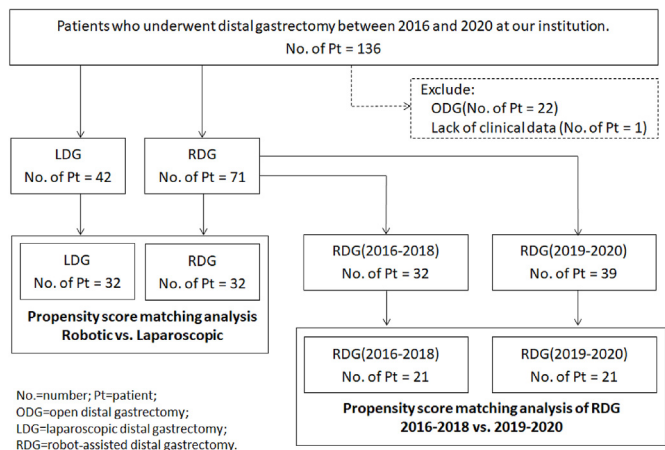 Patients who underwent distal gastrectomy between 2016 and 2020 at our institution.
No. of Pt = 136
Exclude:
ODG(No. of Pt = 22)
Lack of clinical data (No. of Pt = 1)
LDG
No. of Pt = 42
RDG
No. of Pt = 71
LDG
No. of Pt = 32
RDG
No. of Pt = 32
Propensity score matching analysis
Robotic vs. Laparoscopic
RDG(2016-2018)
No. of Pt = 32
RDG(2019-2020)
No. of Pt = 39
RDG(2016-2018)
No. of Pt = 21
RDG(2019-2020)
No. of Pt = 21
Propensity score matching analysis of RDG
2016-2018 vs. 2019-2020
No.=number; Pt=patient;
ODG=open distal gastrectomy;
LDG=laparoscopic distal gastrectomy;
RDG=robot-assisted distal gastrectomy.